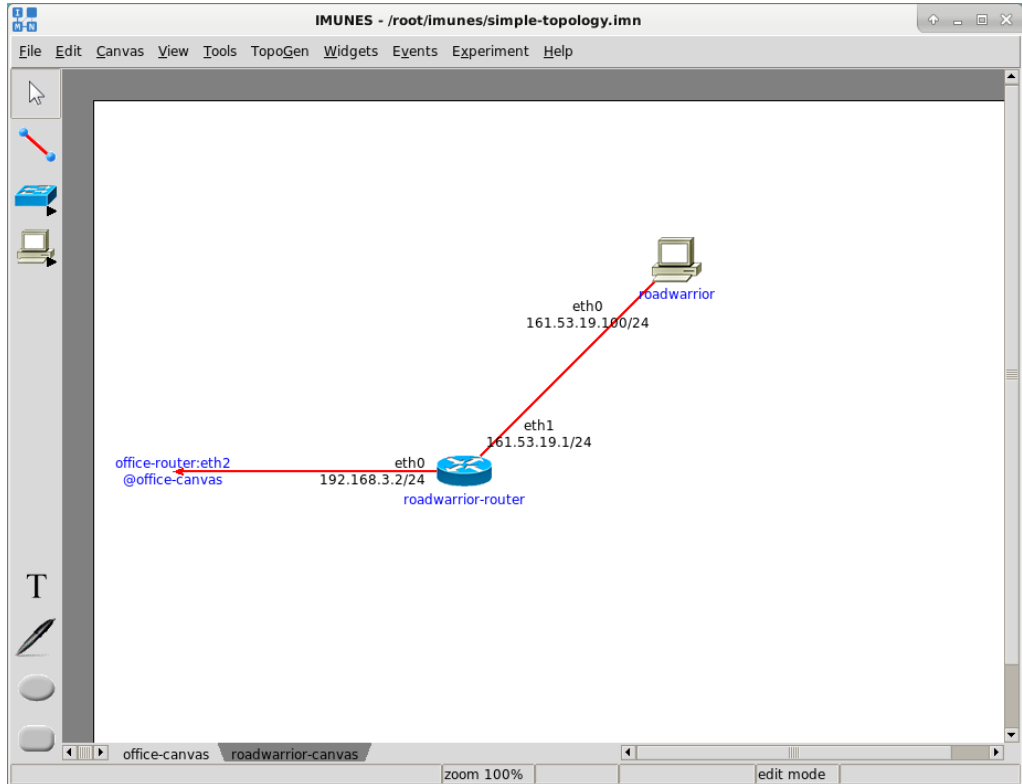 IMUNES - /root/imunes/simple-topology.imn
File Edit Canvas View Tools TopoGen Widgets Events Experiment Help
roadwarrior
eth0
161.53.19.100/24
eth1
161.53.19.1/24
office-router:eth2
@office-canvas
eth0
192.168.3.2/24
roadwarrior-router
T
office-canvas roadwarrior-canvas
zoom 100% edit mode